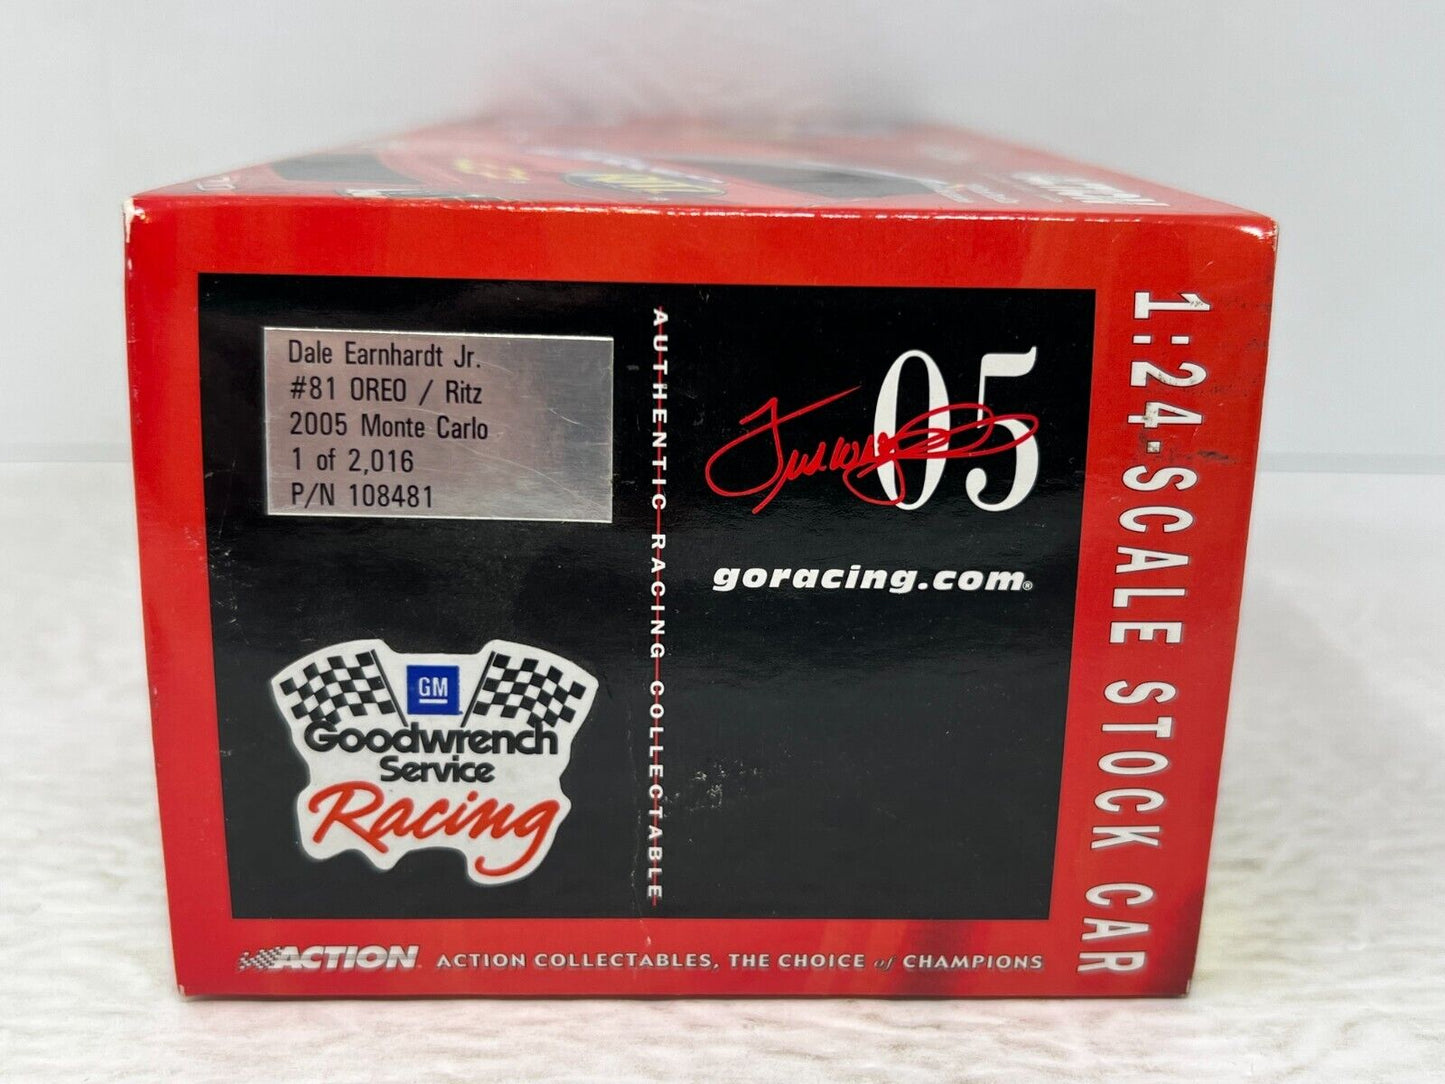 Dale Earnhardt Jr.
#81 OREO / Ritz
2005 Monte Carlo
1 of 2,016
P/N 108481
AUTHENTIC RACING COLLECTABLE
05
goracing.com®
1:24-SCALE STOCK CAR
GM
Goodwrench
Service
Racing
ACTION
ACTION COLLECTABLES, THE CHOICE of CHAMPIONS